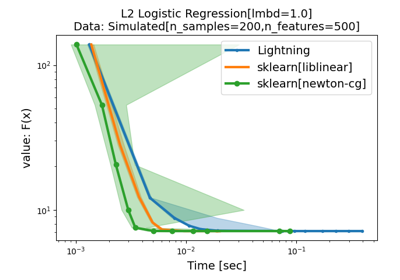 L2 Logistic Regression[lmbd=1.0]
Data: Simulated[n_samples=200,n_features=500]
Lightning
sklearn[liblinear]
sklearn[newton-cg]
value: F(x)
10²
10¹
10⁻³
10⁻²
10⁻¹
Time [sec]